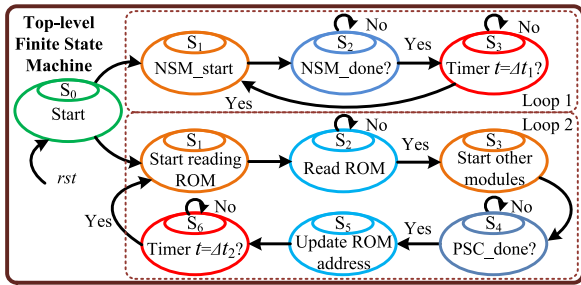 Top-level
Finite State
Machine
S0
Start
rst
S1
NSM_start
S2
No
NSM_done?
Yes
S3
No
Timer t=Δt1?
Yes
Loop 1
Loop 2
S1
Start reading
ROM
S2
No
Read ROM
Yes
S3
Start other
modules
S4
No
PSC_done?
Yes
S5
Update ROM
address
S6
No
Timer t=Δt2?
Yes